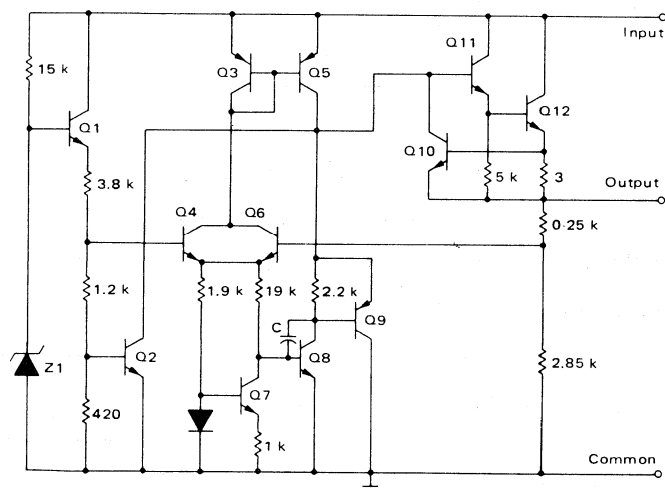 Input
Q11
15 k
Q3
Q5
Q1
Q12
Q10
3.8 k
5 k
3
Output
Q4
Q6
0·25 k
1.2 k
1.9 k
19 k
2.2 k
C
Q9
Q2
Q8
Z1
2.85 k
Q7
420
1 k
Common